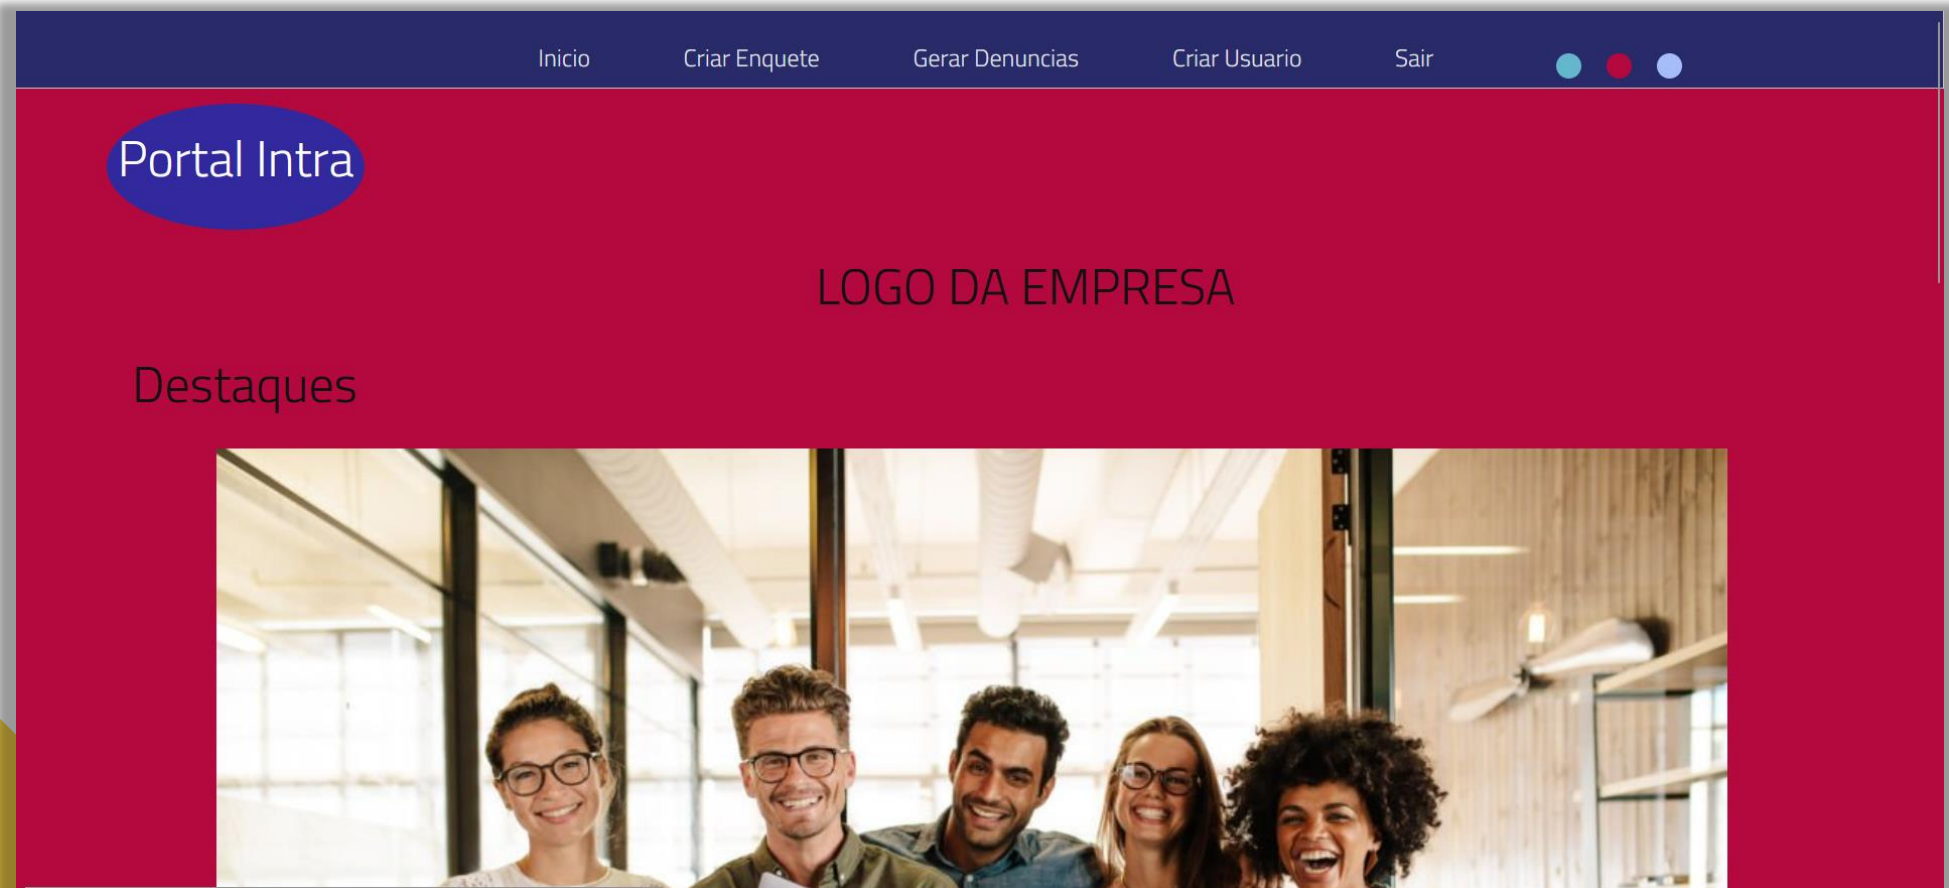 Inicio Criar Enquete Gerar Denuncias Criar Usuario Sair
Portal Intra
LOGO DA EMPRESA
Destaques